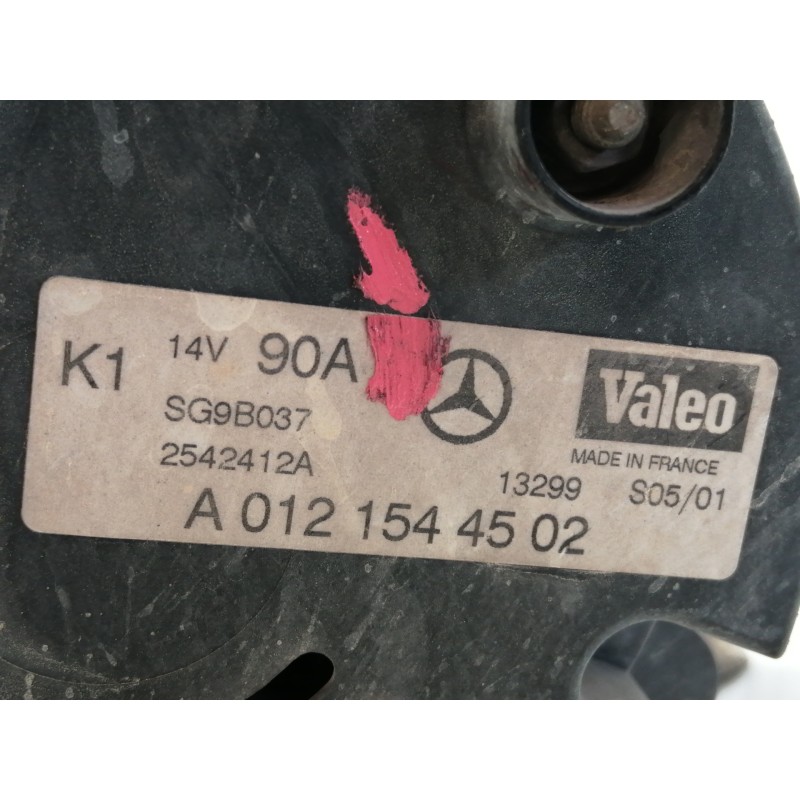 K1 14V 90A
Valeo
SG9B037
MADE IN FRANCE
2542412A 13299 S05/01
A 012 154 45 02